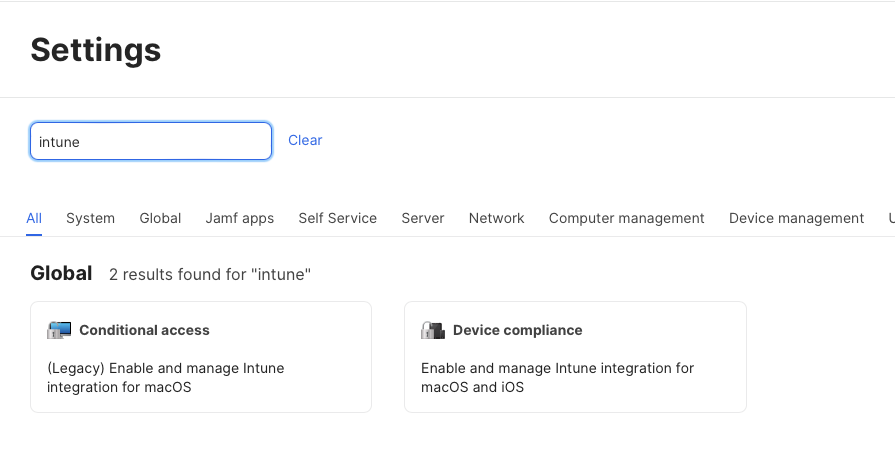 Settings
intune
Clear
All System Global Jamf apps Self Service Server Network Computer management Device management
Global 2 results found for "intune"
Conditional access
(Legacy) Enable and manage Intune
integration for macOS
Device compliance
Enable and manage Intune integration for
macOS and iOS